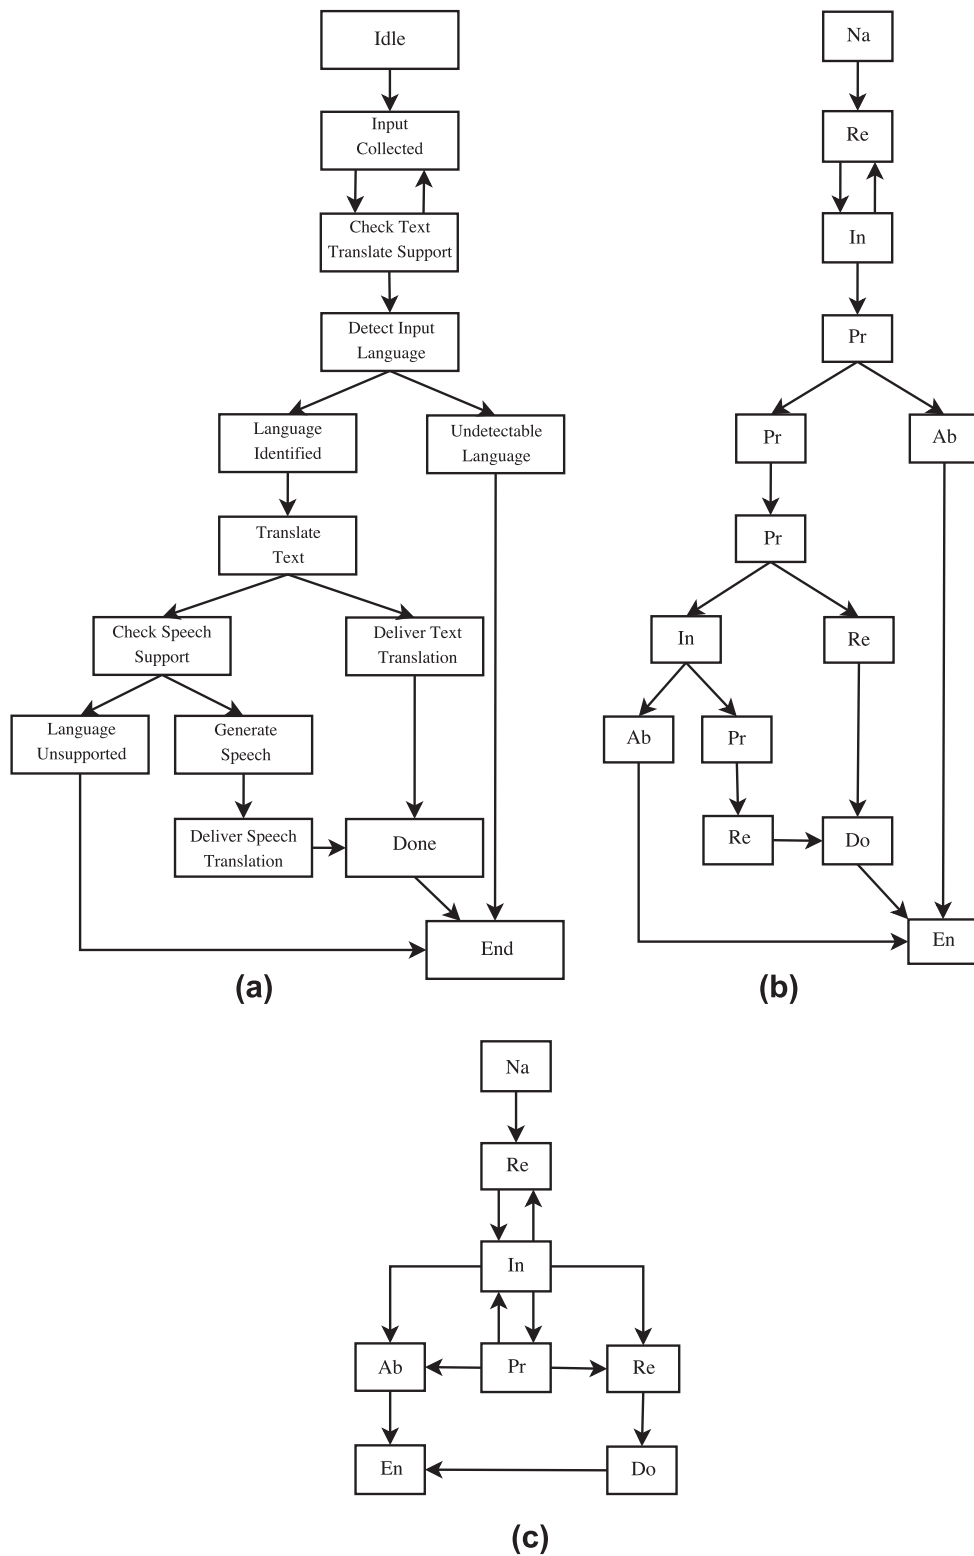 Idle
Input
Collected
Check Text
Translate Support
Detect Input
Language
Language
Identified
Undetectable
Language
Translate
Text
Check Speech
Support
Deliver Text
Translation
Language
Unsupported
Generate
Speech
Deliver Speech
Translation
Done
End
(a)
Na
Re
In
Pr
Pr
Ab
Pr
In
Re
Ab
Pr
Re
Do
En
(b)
Na
Re
In
Ab
Pr
Re
En
Do
(c)